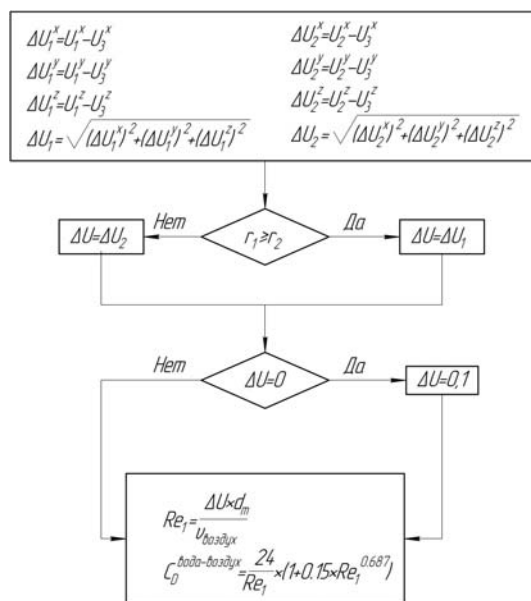 ΔU₁ˣ=U₁ˣ-U₃ˣ ΔU₂ˣ=U₂ˣ-U₃ˣ
ΔU₁ʸ=U₁ʸ-U₃ʸ ΔU₂ʸ=U₂ʸ-U₃ʸ
ΔU₁ᶻ=U₁ᶻ-U₃ᶻ ΔU₂ᶻ=U₂ᶻ-U₃ᶻ
ΔU₁=√(ΔU₁ˣ)²+(ΔU₁ʸ)²+(ΔU₁ᶻ)² ΔU₂=√(ΔU₂ˣ)²+(ΔU₂ʸ)²+(ΔU₂ᶻ)²
Нет Да
ΔU=ΔU₂ r₁≥r₂ ΔU=ΔU₁
Нет Да
ΔU=0 ΔU=0,1
Re₁=ΔU×dₘ/υвоздух
C_D^вода-воздух=24/Re₁×(1+0.15×Re₁^0.687)